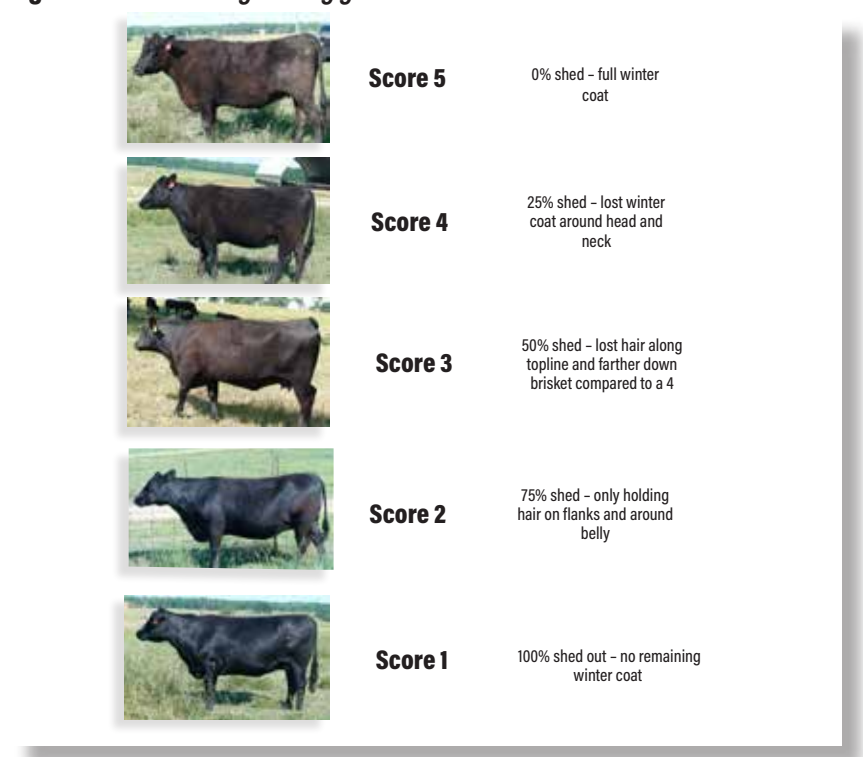 Score 5
0% shed – full winter
coat
Score 4
25% shed – lost winter
coat around head and
neck
Score 3
50% shed – lost hair along
topline and farther down
brisket compared to a 4
Score 2
75% shed – only holding
hair on flanks and around
belly
Score 1
100% shed out – no remaining
winter coat